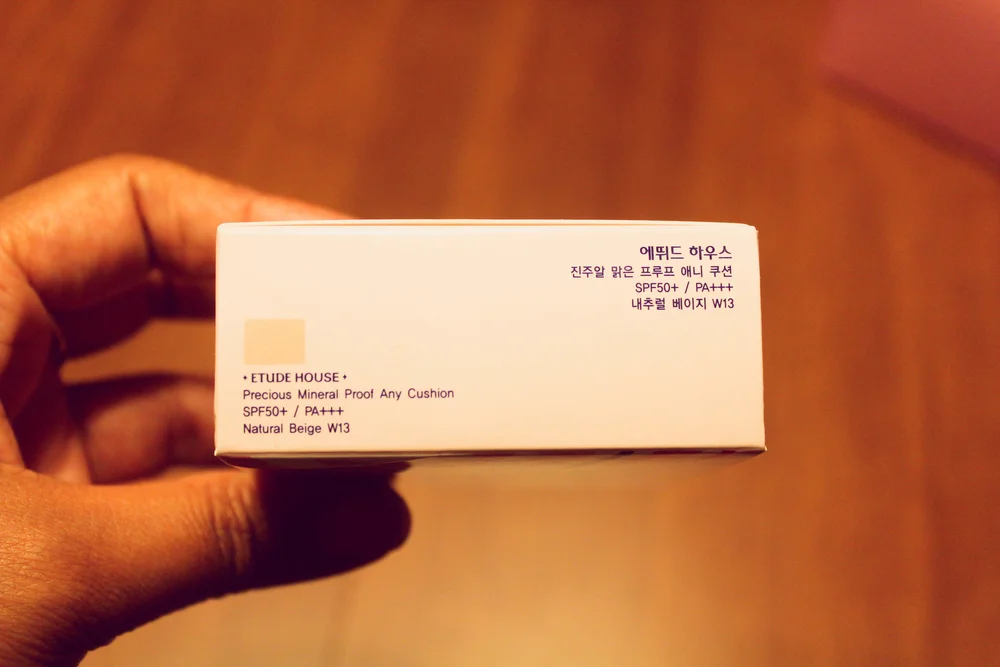 에뛰드 하우스
진주알 맑은 프루프 애니 쿠션
SPF50+ / PA+++
내추럴 베이지 W13
• ETUDE HOUSE •
Precious Mineral Proof Any Cushion
SPF50+ / PA+++
Natural Beige W13